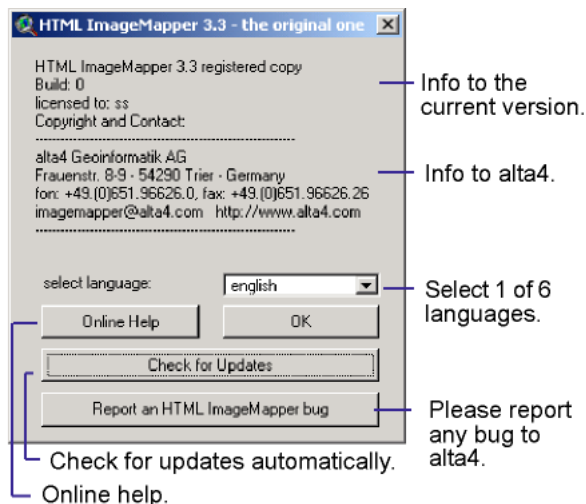 HTML ImageMapper 3.3 - the original one
HTML ImageMapper 3.3 registered copy
Build: 0
licensed to: ss
Copyright and Contact:
--------------------------------------------------------------
alta4 Geoinformatik AG
Frauenstr. 8-9 - 54290 Trier - Germany
fon: +49.(0)651.96626.0, fax: +49.(0)651.96626.26
imagemapper@alta4.com http://www.alta4.com
--------------------------------------------------------------
select language:
english
Online Help
OK
Check for Updates
Report an HTML ImageMapper bug
Info to the
current version.
Info to alta4.
Select 1 of 6
languages.
Please report
any bug to
alta4.
Check for updates automatically.
Online help.